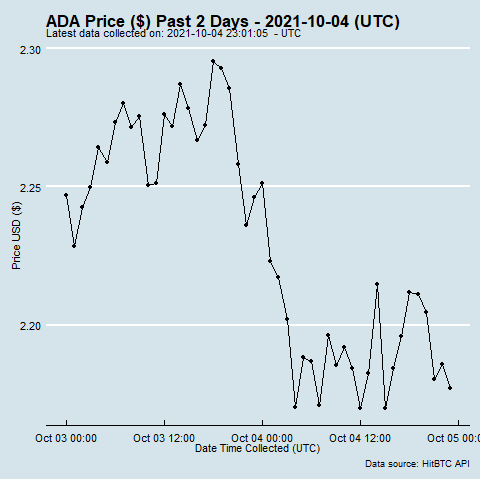 ADA Price ($) Past 2 Days - 2021-10-04 (UTC)
Latest data collected on: 2021-10-04 23:01:05 - UTC
2.30
2.25
2.20
Price USD ($)
Oct 03 00:00 Oct 03 12:00 Oct 04 00:00 Oct 04 12:00 Oct 05 00:00
Date Time Collected (UTC)
Data source: HitBTC API